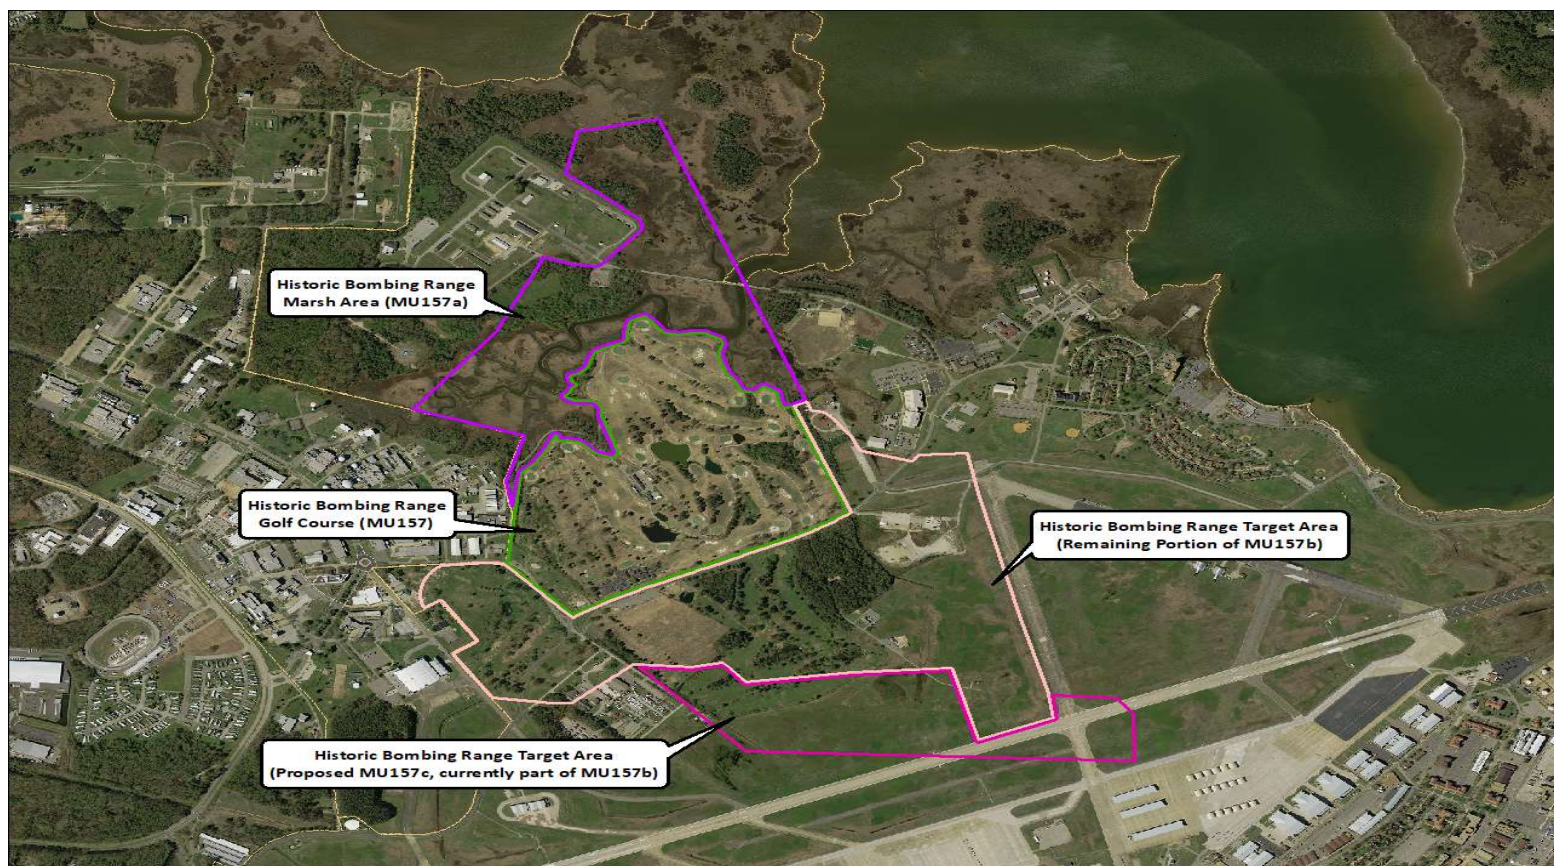 Historic Bombing Range
Marsh Area (MU157a)
Historic Bombing Range
Golf Course (MU157)
Historic Bombing Range Target Area
(Remaining Portion of MU157b)
Historic Bombing Range Target Area
(Proposed MU157c, currently part of MU157b)